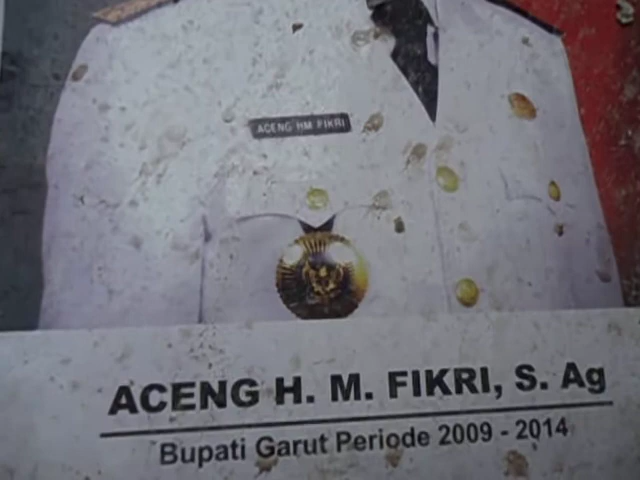 ACENG HM FIKRI
ACENG H. M. FIKRI, S. Ag
Bupati Garut Periode 2009 - 2014